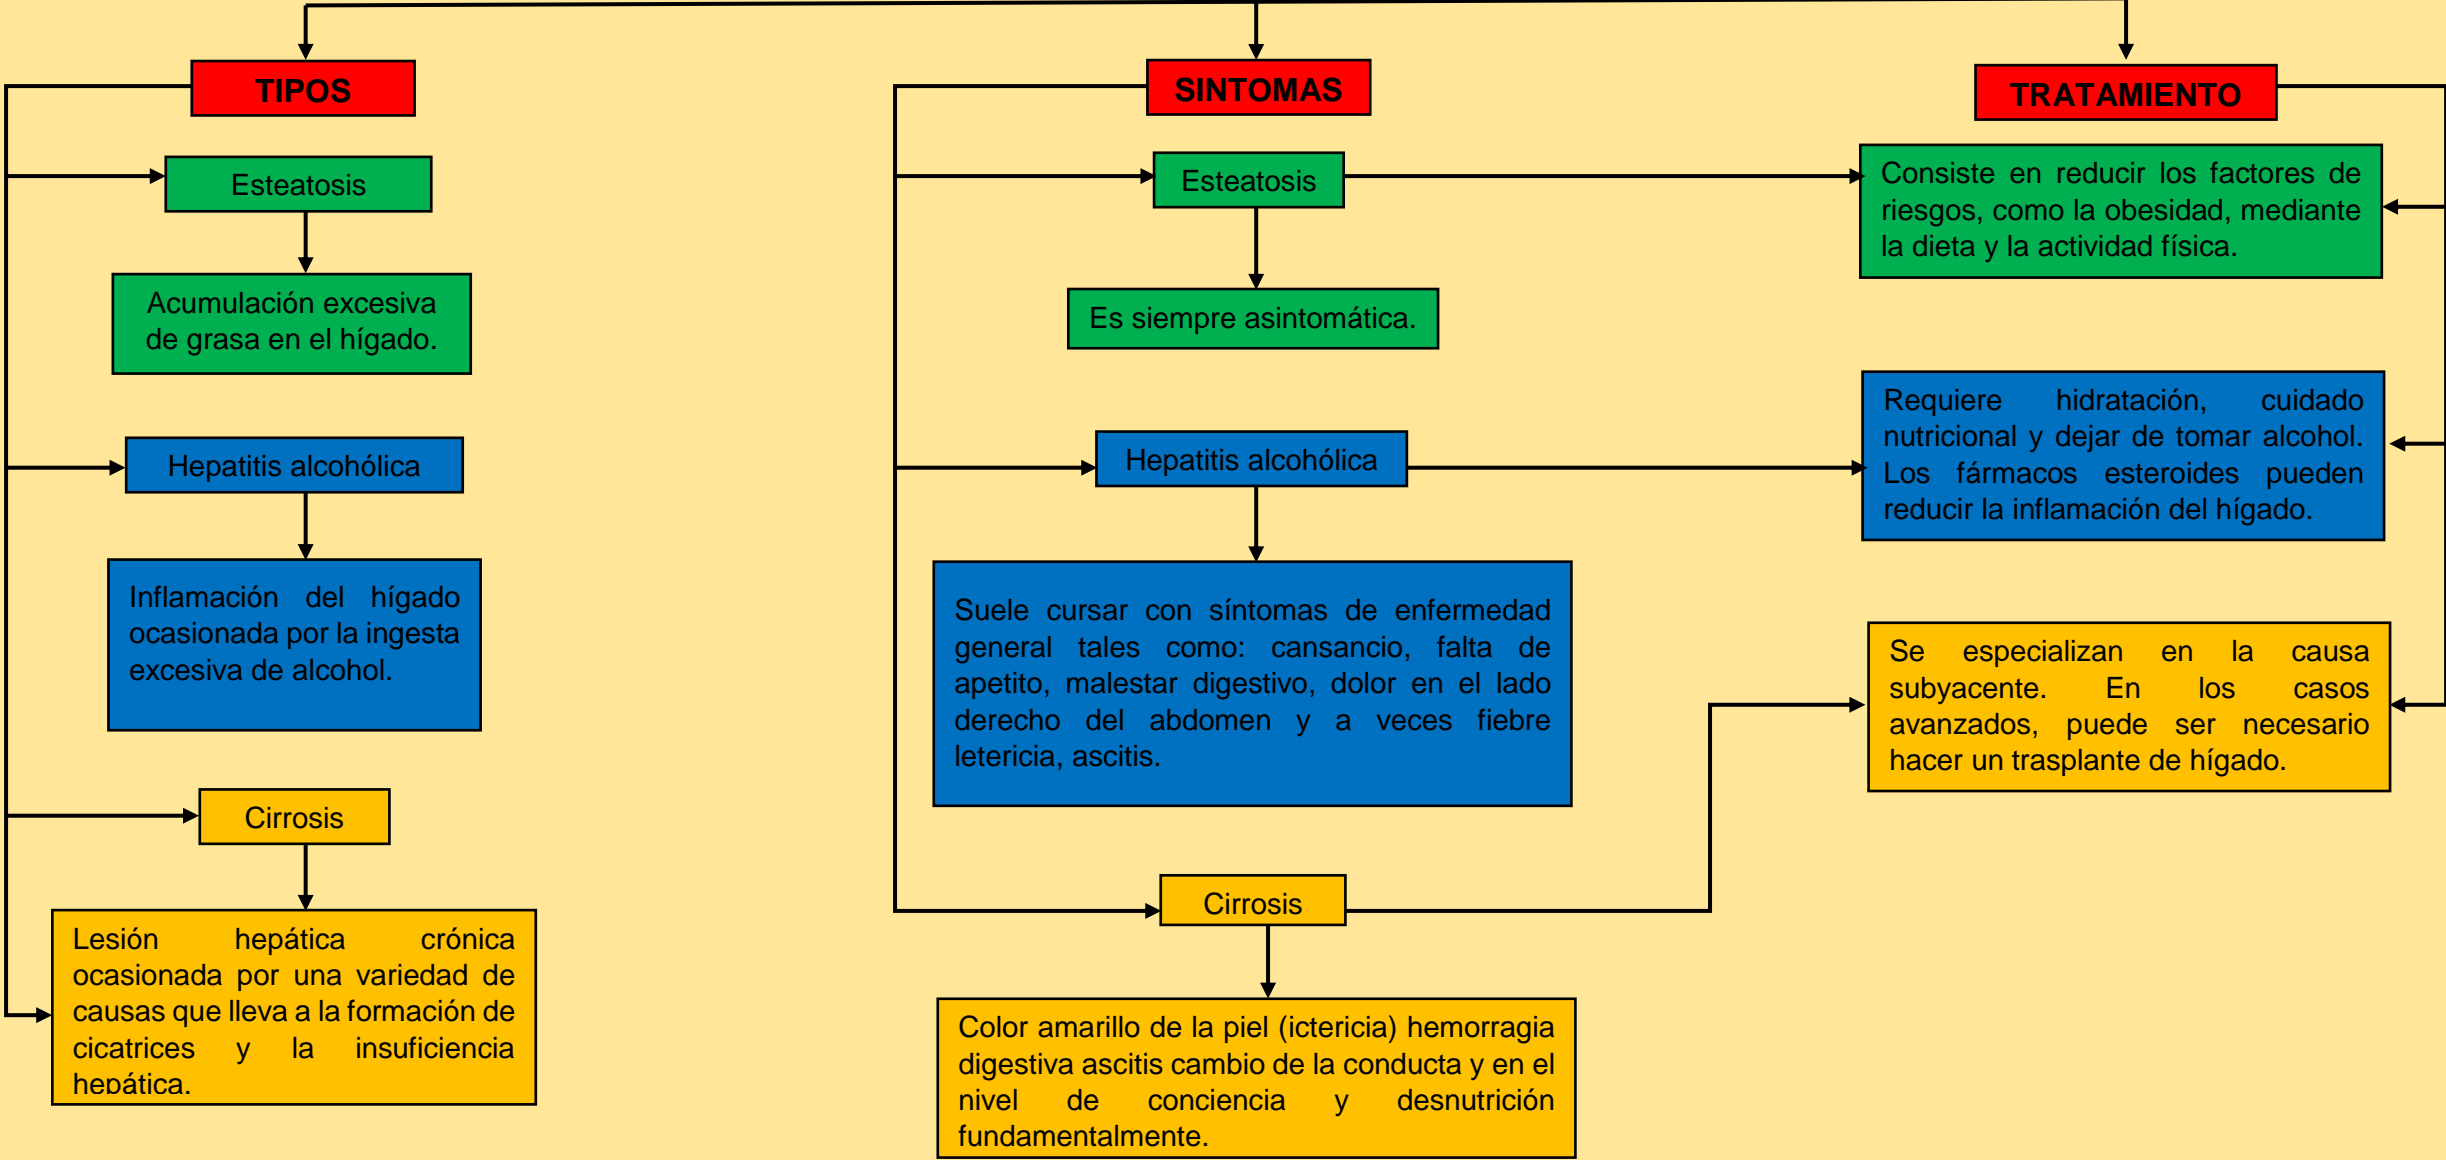 TIPOS
Esteatosis
Acumulación excesiva
de grasa en el hígado.
Hepatitis alcohólica
Inflamación del hígado
ocasionada por la ingesta
excesiva de alcohol.
Cirrosis
Lesión hepática crónica
ocasionada por una variedad de
causas que lleva a la formación de
cicatrices y la insuficiencia
hepática.
SINTOMAS
Esteatosis
Es siempre asintomática.
Hepatitis alcohólica
Suele cursar con síntomas de enfermedad
general tales como: cansancio, falta de
apetito, malestar digestivo, dolor en el lado
derecho del abdomen y a veces fiebre
letericia, ascitis.
Cirrosis
Color amarillo de la piel (ictericia) hemorragia
digestiva ascitis cambio de la conducta y en el
nivel de conciencia y desnutrición
fundamentalmente.
TRATAMIENTO
Consiste en reducir los factores de
riesgos, como la obesidad, mediante
la dieta y la actividad física.
Requiere hidratación, cuidado
nutricional y dejar de tomar alcohol.
Los fármacos esteroides pueden
reducir la inflamación del hígado.
Se especializan en la causa
subyacente. En los casos
avanzados, puede ser necesario
hacer un trasplante de hígado.